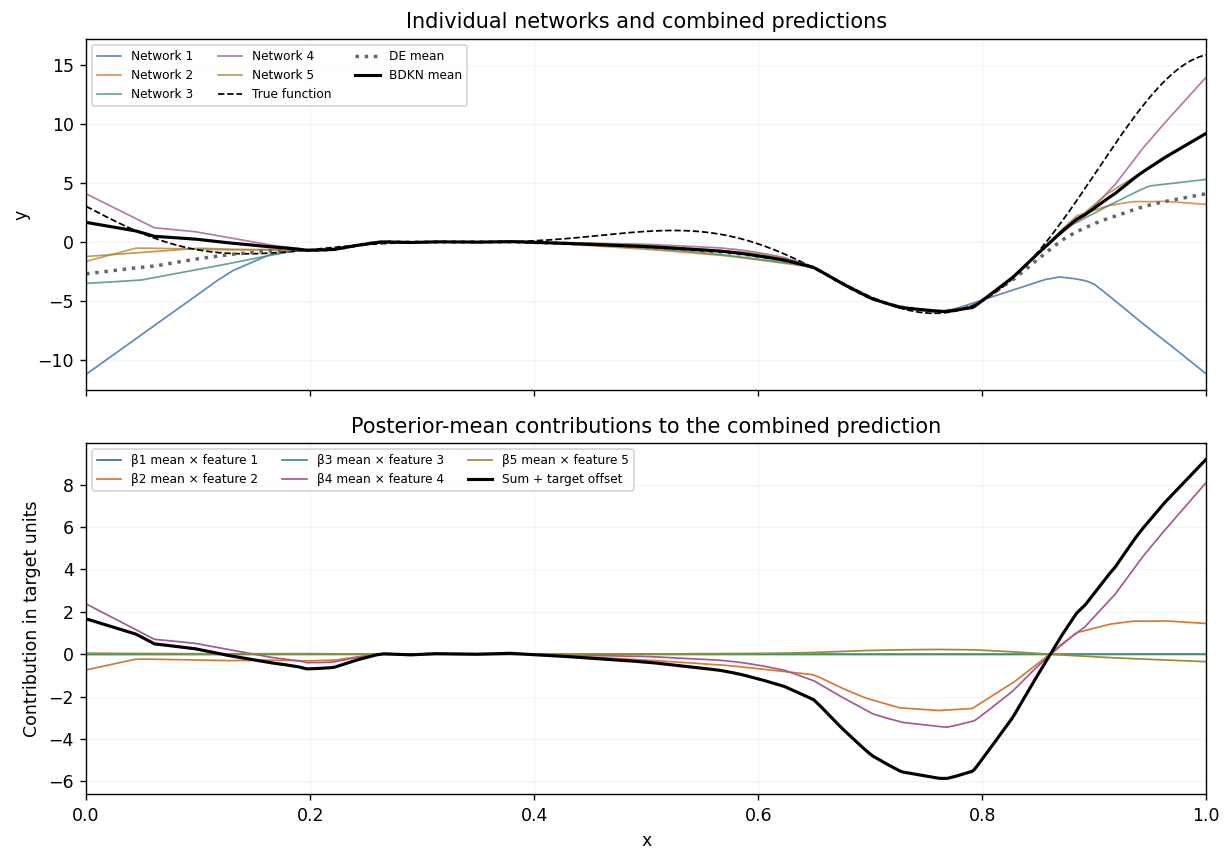 Individual networks and combined predictions
Network 1
Network 2
Network 3
Network 4
Network 5
True function
DE mean
BDKN mean
15
10
5
0
−5
−10
y
Posterior-mean contributions to the combined prediction
β1 mean × feature 1
β2 mean × feature 2
β3 mean × feature 3
β4 mean × feature 4
β5 mean × feature 5
Sum + target offset
8
6
4
2
0
−2
−4
−6
Contribution in target units
0.0 0.2 0.4 0.6 0.8 1.0
x